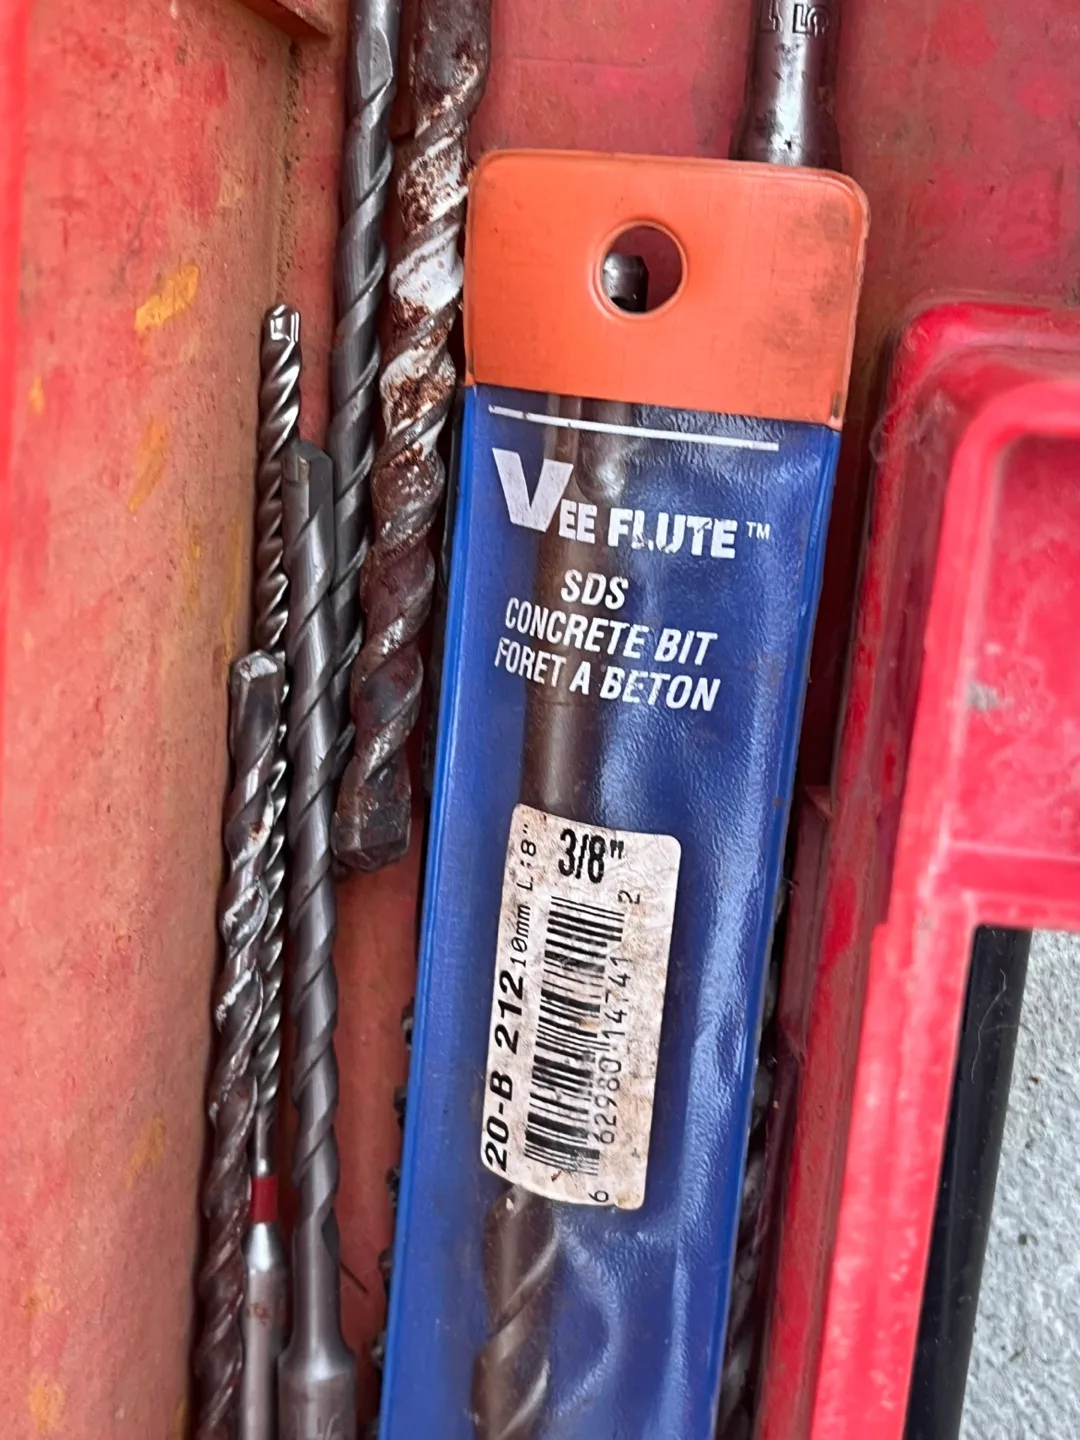 VEE FLUTE™
SDS
CONCRETE BIT
FORET A BETON
3/8"
10mm L:8"
20-B 212
6 62980 14741 2